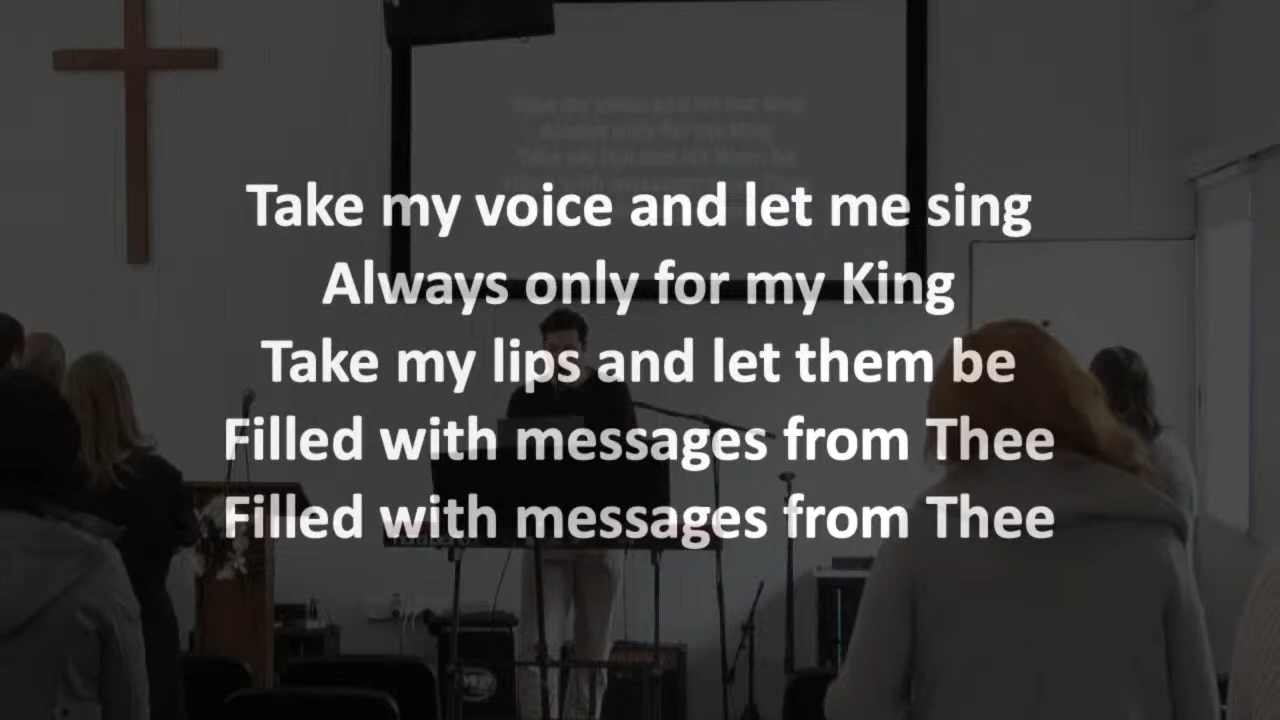 Take my voice and let me sing
Always only for my King
Take my lips and let them be
Filled with messages from Thee
Filled with messages from Thee